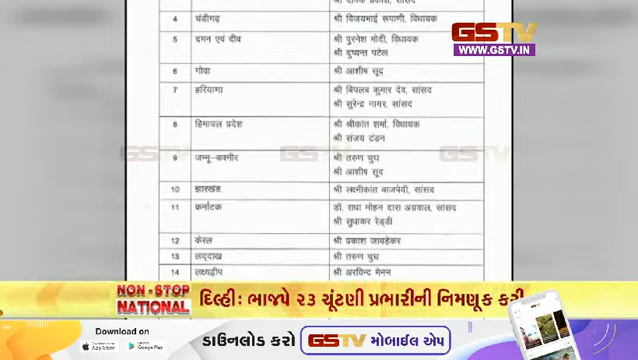 4 चंडीगढ़ श्री विजयभाई रूपाणी, विधायक
GSTV
WWW.GSTV.IN
5 दमन एवं दीव श्री पुरनेश मोदी, विधायक
श्री दुष्यन्त पटेल
6 गोवा श्री आशीष सूद
7 हरियाणा श्री बिपलब कुमार देव, सांसद
श्री सुरेन्द्र नागर, सांसद
8 हिमाचल प्रदेश श्री श्रीकांत शर्मा, विधायक
श्री संजय टंडन
9 जम्मू-कश्मीर श्री तरुण चुघ
श्री आशीष सूद
10 झारखंड श्री लक्ष्मीकांत बाजपेयी, सांसद
11 कर्नाटक डॉ. राधा मोहन दास अग्रवाल, सांसद
श्री सुधाकर रेड्डी
12 केरल श्री प्रकाश जावड़ेकर
13 लद्दाख श्री तरुण चुघ
14 लक्षद्वीप श्री अरविन्द मेनन
NON-STOP
NATIONAL
દિલ્હીઃ ભાજપે ૨૩ ચૂંટણી પ્રભારીની નિમણૂક કરી
Download on
App Store Google Play
ડાઉનલોડ કરો GSTV મોબાઈલ એપ